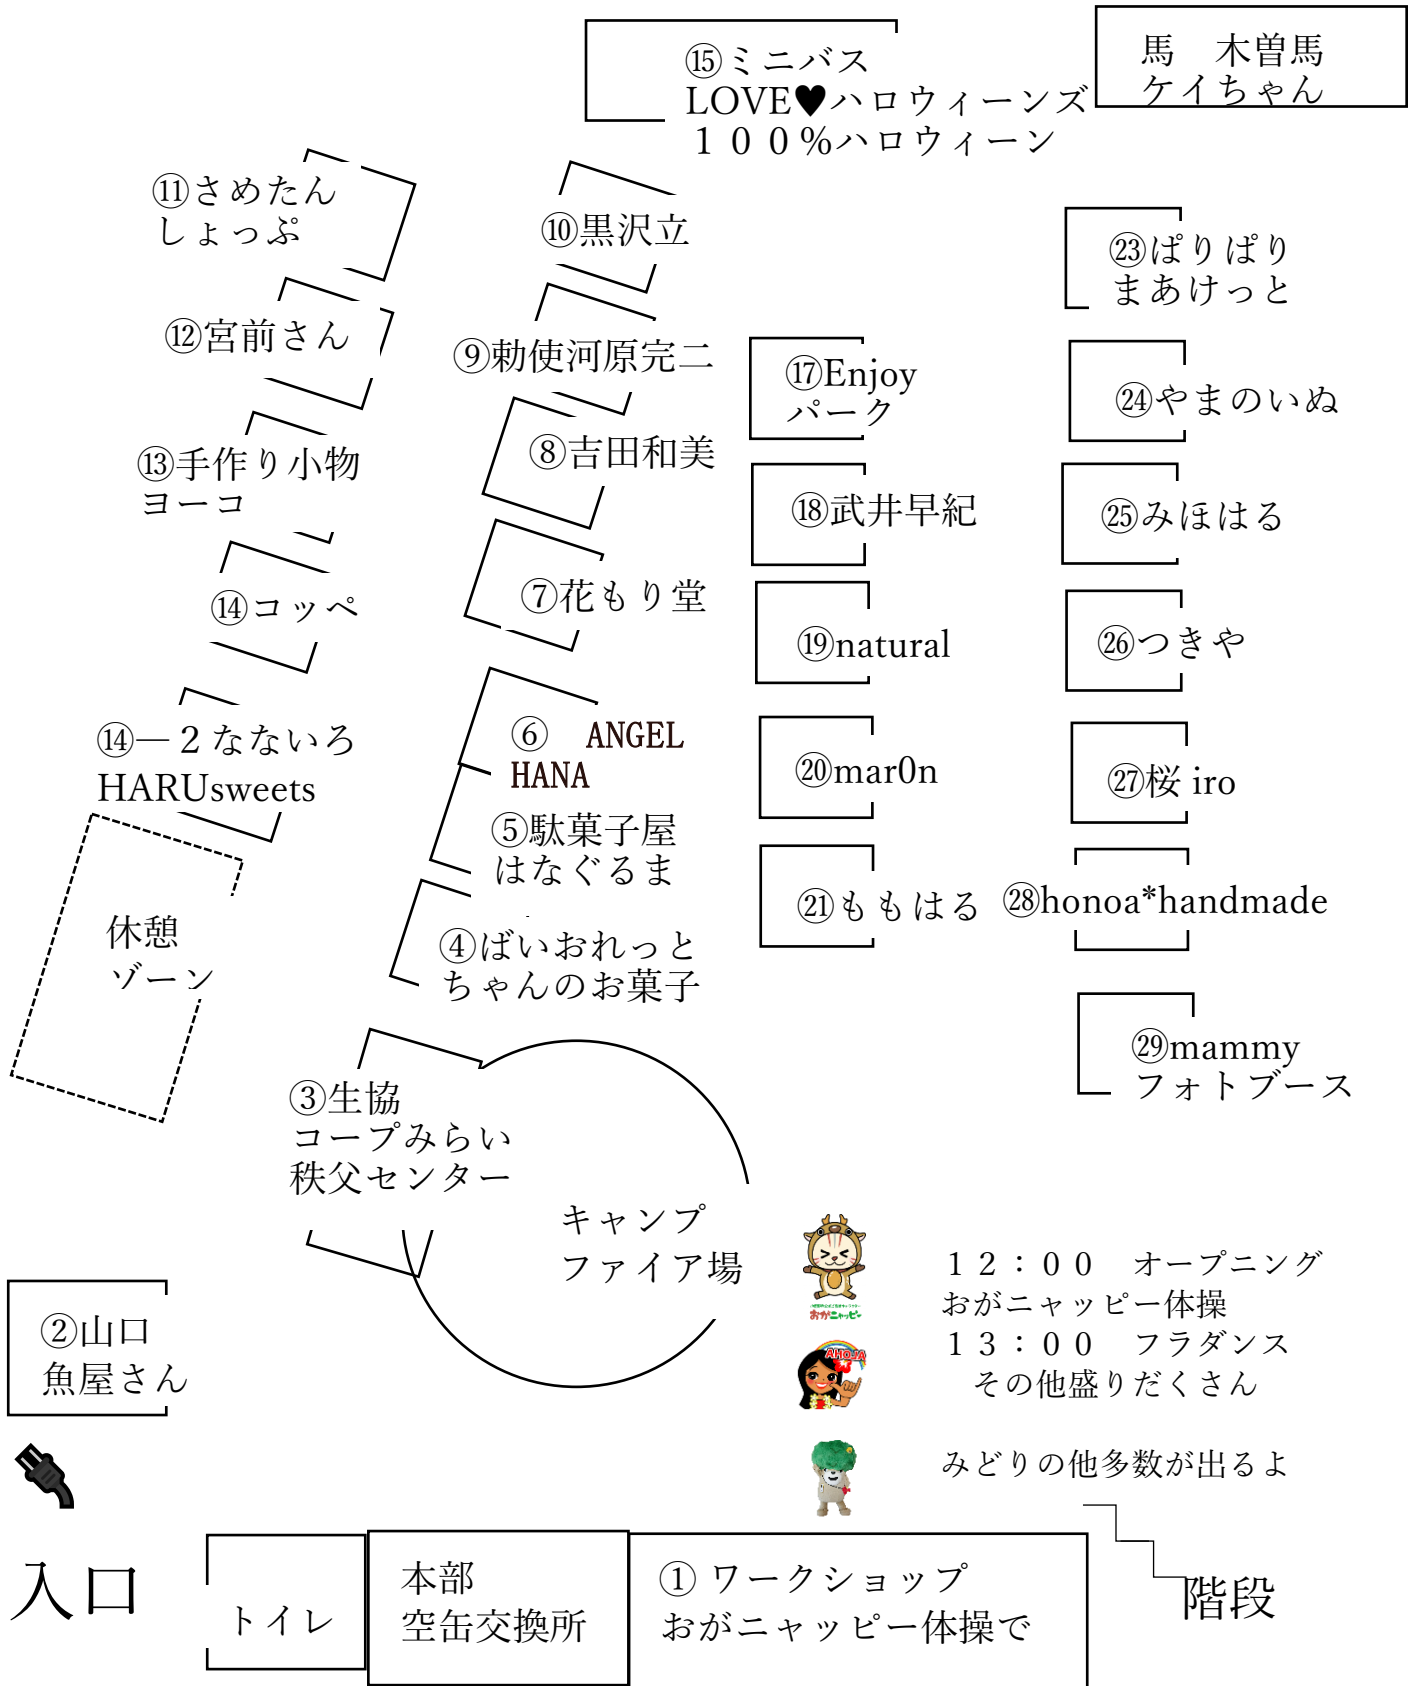 ⑮ミニバス
LOVE♥ハロウィーンズ
１００%ハロウィーン
馬　木曽馬
ケイちゃん
⑪さめたん
しょっぷ
⑩黒沢立
㉓ぱりぱり
まあけっと
⑫宮前さん
⑨勅使河原完二
⑰Enjoy
パーク
㉔やまのいぬ
⑬手作り小物
ヨーコ
⑧吉田和美
⑱武井早紀
㉕みほはる
⑭コッペ
⑦花もり堂
⑲natural
㉖つきや
⑭―２なないろ
HARUsweets
⑥　ANGEL
HANA
⑳mar0n
㉗桜 iro
⑤駄菓子屋
はなぐるま
㉑ももはる
㉘honoa*handmade
休憩
ゾーン
④ばいおれっと
ちゃんのお菓子
㉙mammy
フォトブース
③生協
コープみらい
秩父センター
キャンプ
ファイア場
おがニャッピー
１２：００　オープニング
おがニャッピー体操
１３：００　フラダンス
その他盛りだくさん
ALOHA
②山口
魚屋さん
みどりの他多数が出るよ
入口
トイレ
本部
空缶交換所
① ワークショップ
おがニャッピー体操で
階段